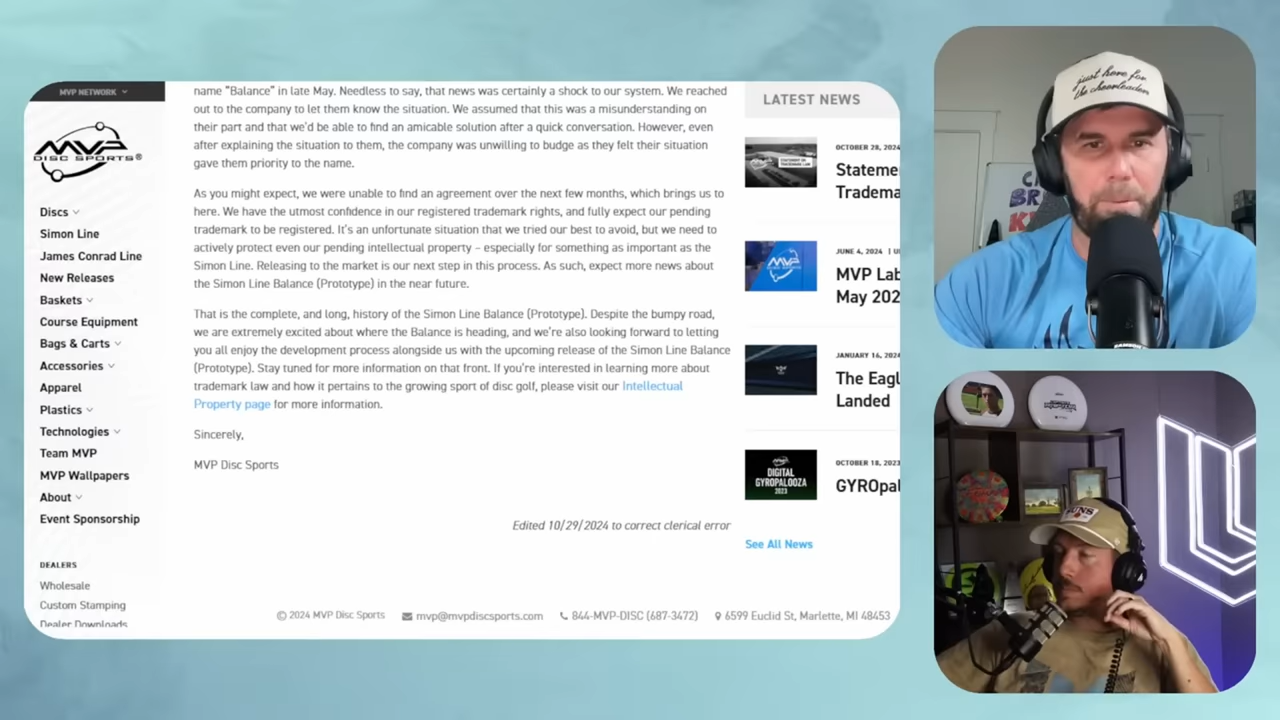 MVP NETWORK
MVP
DISC SPORTS®
Discs
Simon Line
James Conrad Line
New Releases
Baskets
Course Equipment
Bags & Carts
Accessories
Apparel
Plastics
Technologies
Team MVP
MVP Wallpapers
About
Event Sponsorship
DEALERS
Wholesale
Custom Stamping
Dealer Downloads
name “Balance” in late May. Needless to say, that news was certainly a shock to our system. We reached
out to the company to let them know the situation. We assumed that this was a misunderstanding on
their part and that we’d be able to find an amicable solution after a quick conversation. However, even
after explaining the situation to them, the company was unwilling to budge as they felt their situation
gave them priority to the name.
As you might expect, we were unable to find an agreement over the next few months, which brings us to
here. We have the utmost confidence in our registered trademark rights, and fully expect our pending
trademark to be registered. It’s an unfortunate situation that we tried our best to avoid, but we need to
actively protect even our pending intellectual property – especially for something as important as the
Simon Line. Releasing to the market is our next step in this process. As such, expect more news about
the Simon Line Balance (Prototype) in the near future.
That is the complete, and long, history of the Simon Line Balance (Prototype). Despite the bumpy road,
we are extremely excited about where the Balance is heading, and we’re also looking forward to letting
you all enjoy the development process alongside us with the upcoming release of the Simon Line Balance
(Prototype). Stay tuned for more information on that front. If you’re interested in learning more about
trademark law and how it pertains to the growing sport of disc golf, please visit our Intellectual
Property page for more information.
Sincerely,
MVP Disc Sports
Edited 10/29/2024 to correct clerical error
LATEST NEWS
OCTOBER 28, 2024
Stateme
Tradema
JUNE 4, 2024 | U
MVP Lab
May 202
MVP
JANUARY 16, 2024
The Eagl
Landed
OCTOBER 18, 2023
GYROpal
DIGITAL
GYROPALOOZA
2023
See All News
© 2024 MVP Disc Sports
mvp@mvpdiscsports.com
844-MVP-DISC (687-3472)
6599 Euclid St, Marlette, MI 48453
just here for
the cheerleaders
SUNS